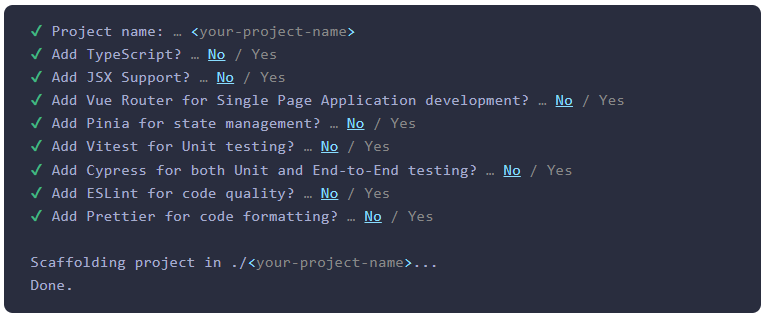 ✓ Project name: … <your-project-name>
✓ Add TypeScript? … No / Yes
✓ Add JSX Support? … No / Yes
✓ Add Vue Router for Single Page Application development? … No / Yes
✓ Add Pinia for state management? … No / Yes
✓ Add Vitest for Unit testing? … No / Yes
✓ Add Cypress for both Unit and End-to-End testing? … No / Yes
✓ Add ESLint for code quality? … No / Yes
✓ Add Prettier for code formatting? … No / Yes

Scaffolding project in ./<your-project-name>...
Done.